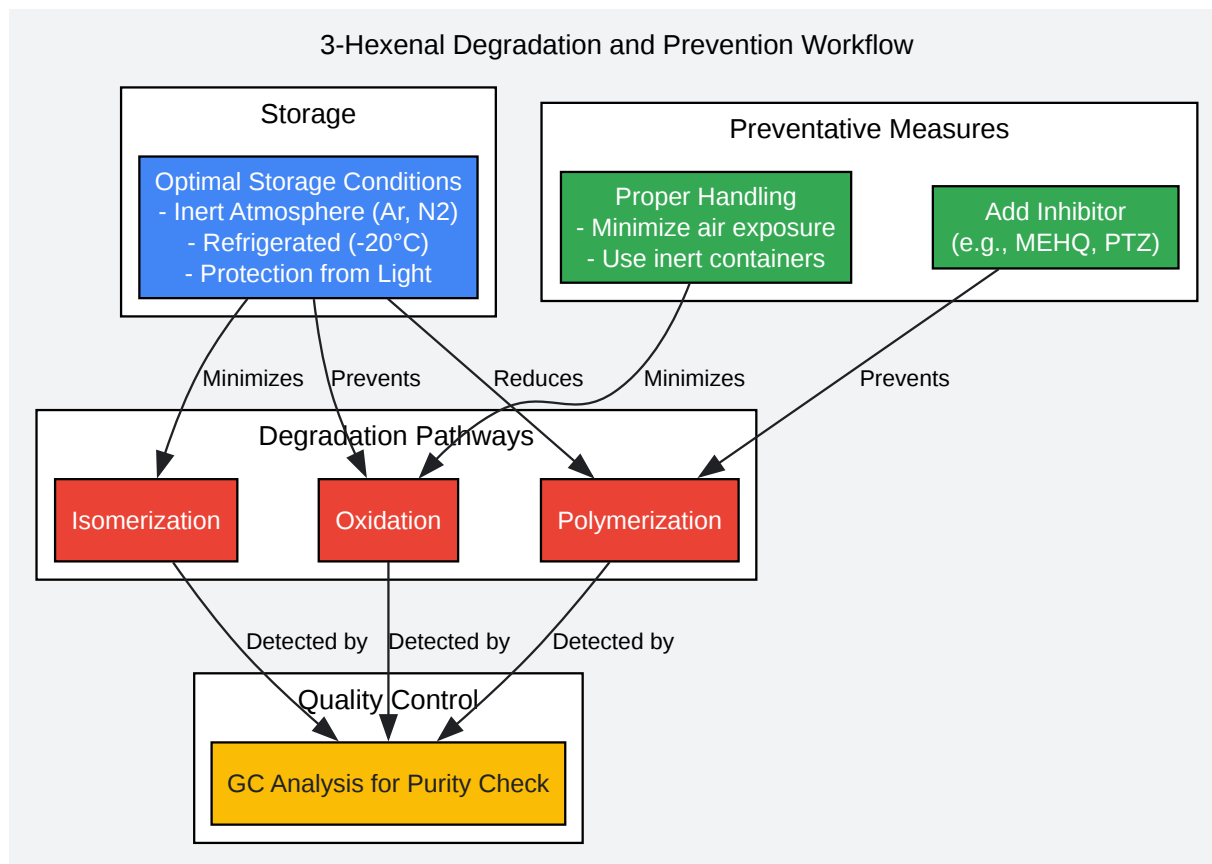 3-Hexenal Degradation and Prevention Workflow
Storage
Optimal Storage Conditions
- Inert Atmosphere (Ar, N2)
- Refrigerated (-20°C)
- Protection from Light
Preventative Measures
Proper Handling
- Minimize air exposure
- Use inert containers
Add Inhibitor
(e.g., MEHQ, PTZ)
Minimizes
Prevents
Reduces
Minimizes
Prevents
Degradation Pathways
Isomerization
Oxidation
Polymerization
Detected by
Detected by
Detected by
Quality Control
GC Analysis for Purity Check